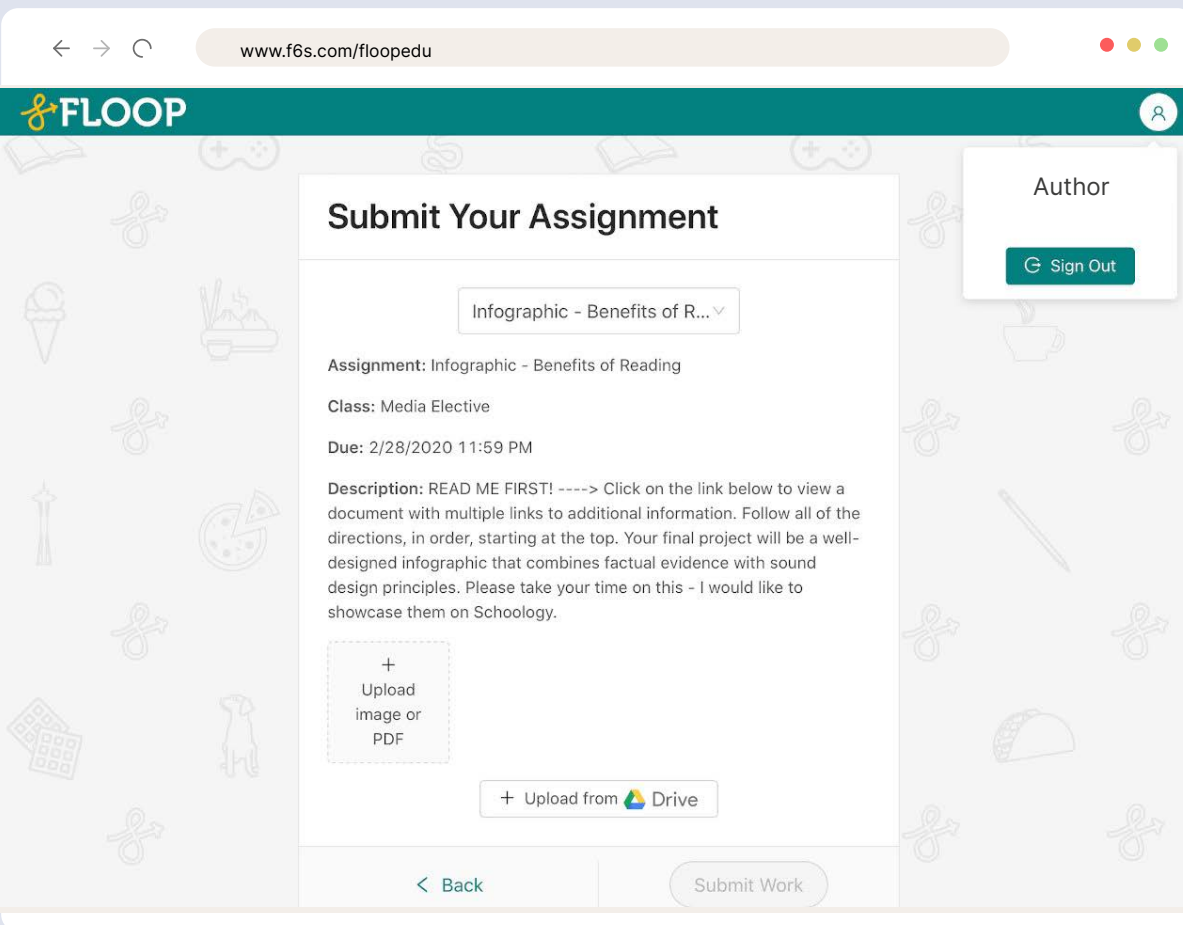 www.f6s.com/floopedu
FLOOP
Author
Sign Out
Submit Your Assignment
Infographic - Benefits of R...
Assignment: Infographic - Benefits of Reading
Class: Media Elective
Due: 2/28/2020 11:59 PM
Description: READ ME FIRST! ----> Click on the link below to view a
document with multiple links to additional information. Follow all of the
directions, in order, starting at the top. Your final project will be a well-
designed infographic that combines factual evidence with sound
design principles. Please take your time on this - I would like to
showcase them on Schoology.
+
Upload
image or
PDF
+ Upload from Drive
< Back
Submit Work